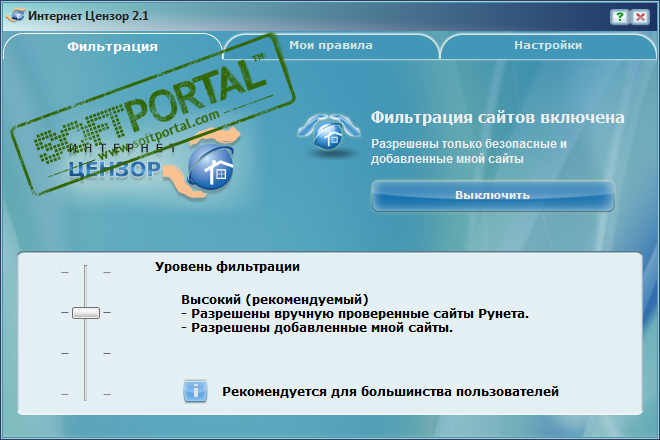 Интернет Цензор 2.1
Фильтрация
Мои правила
Настройки
SOFTPORTAL™
www.softportal.com
ИНТЕРНЕТ
ЦЕНЗОР
Фильтрация сайтов включена
Разрешены только безопасные и
добавленные мной сайты
Выключить
Уровень фильтрации
Высокий (рекомендуемый)
- Разрешены вручную проверенные сайты Рунета.
- Разрешены добавленные мной сайты.
Рекомендуется для большинства пользователей